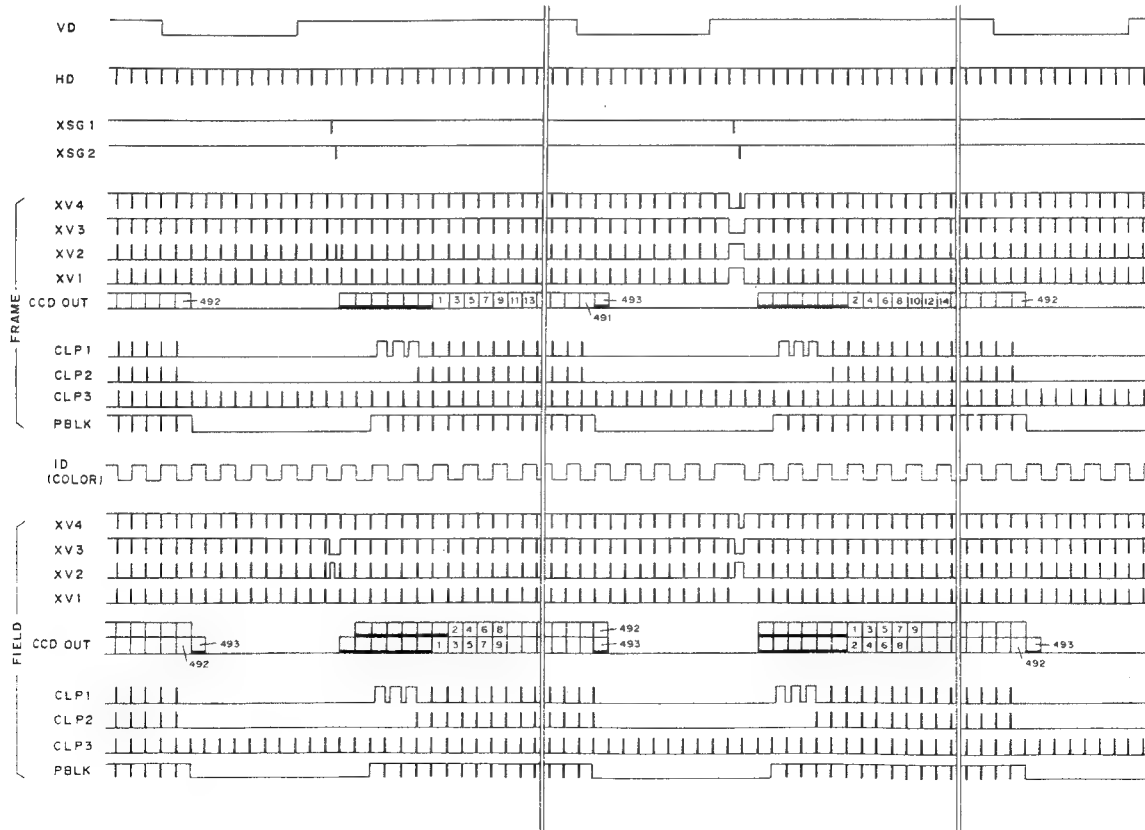 VD
HD
XSG1
XSG2
FRAME
XV4
XV3
XV2
XV1
CCD OUT 492 1 3 5 7 9 11 13 493 491 2 4 6 8 10 12 14 492
CLP1
CLP2
CLP3
PBLK
ID
(COLOR)
FIELD
XV4
XV3
XV2
XV1
2 4 6 8 492 1 3 5 7 9
CCD OUT 493 1 3 5 7 9 493 2 4 6 8 493
492 492
CLP1
CLP2
CLP3
PBLK